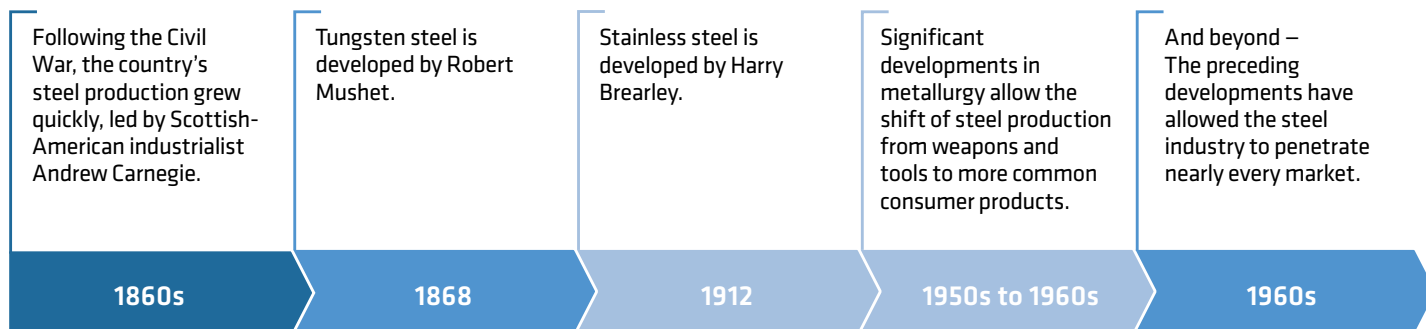 Following the Civil
War, the country's
steel production grew
quickly, led by Scottish-
American industrialist
Andrew Carnegie.
1860s
Tungsten steel is
developed by Robert
Mushet.
1868
Stainless steel is
developed by Harry
Brearley.
1912
Significant
developments in
metallurgy allow the
shift of steel production
from weapons and
tools to more common
consumer products.
1950s to 1960s
And beyond –
The preceding
developments have
allowed the steel
industry to penetrate
nearly every market.
1960s